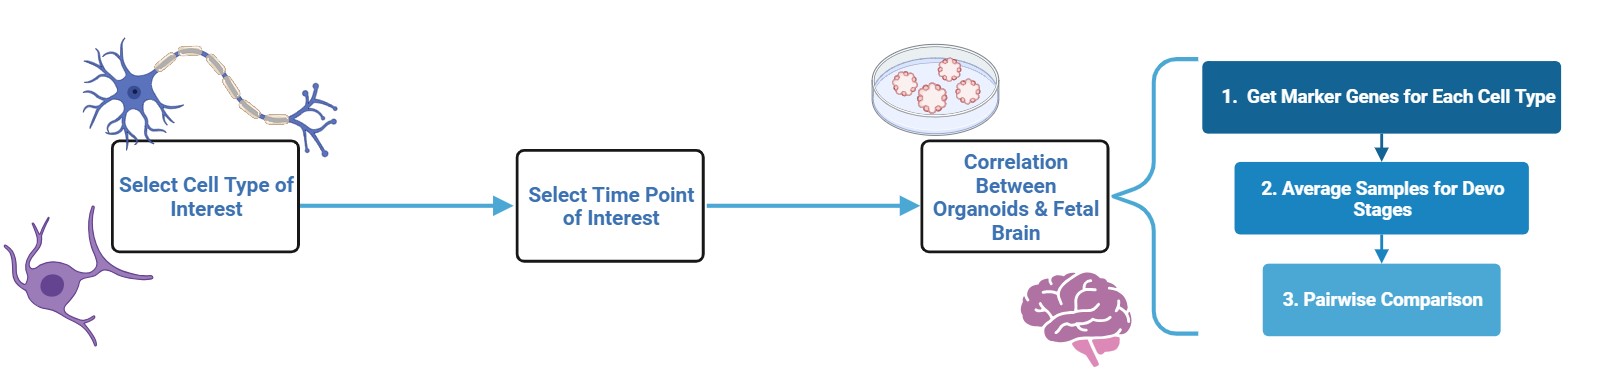 Select Cell Type of
Interest
Select Time Point
of Interest
Correlation
Between
Organoids & Fetal
Brain
1. Get Marker Genes for Each Cell Type
2. Average Samples for Devo
Stages
3. Pairwise Comparison